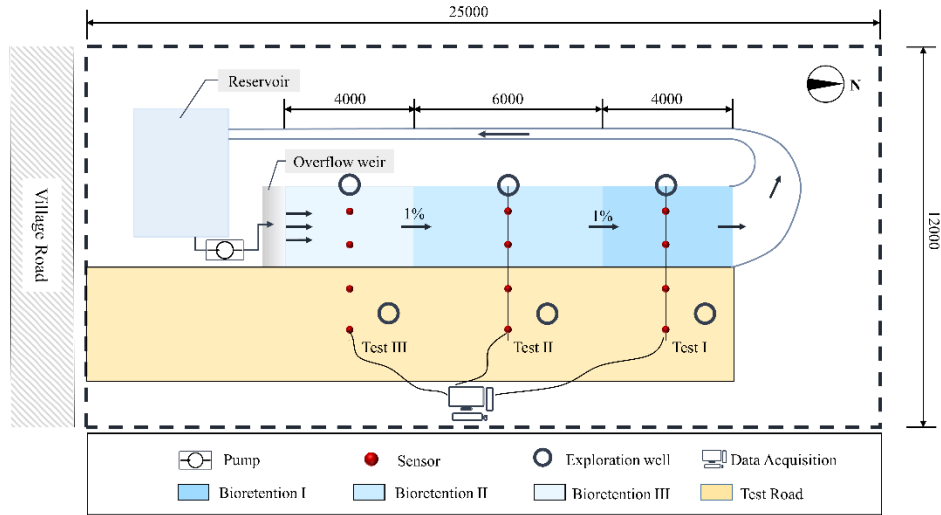 25000
Reservoir
N
4000
6000
4000
Overflow weir
1%
1%
Village Road
12000
Test III
Test II
Test I
Pump
Sensor
Exploration well
Data Acquisition
Bioretention I
Bioretention II
Bioretention III
Test Road